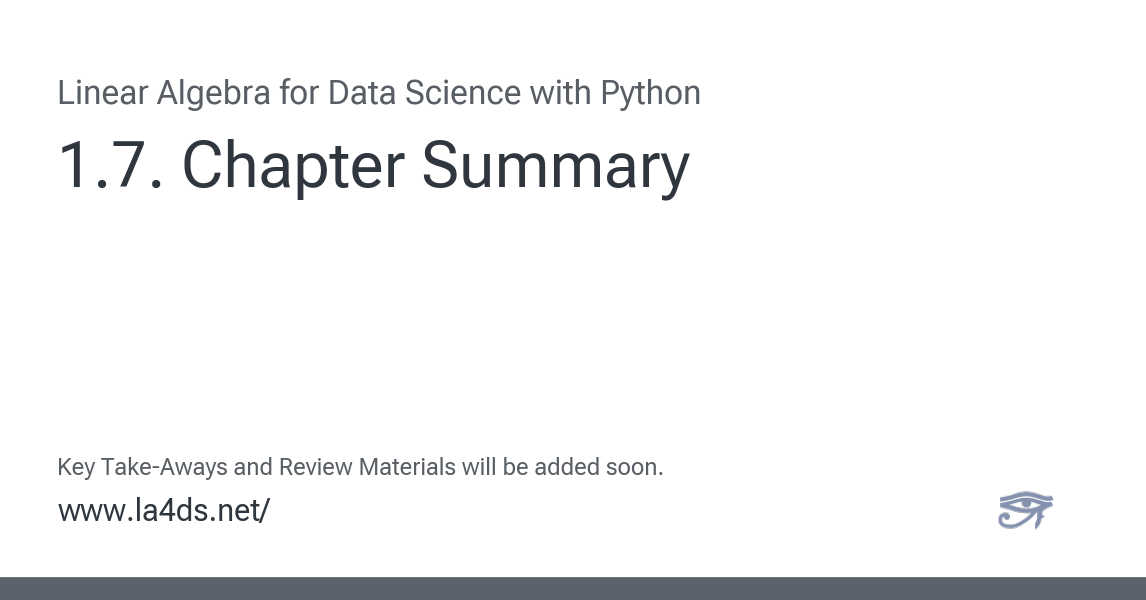 Linear Algebra for Data Science with Python
1.7. Chapter Summary
Key Take-Aways and Review Materials will be added soon.
www.la4ds.net/